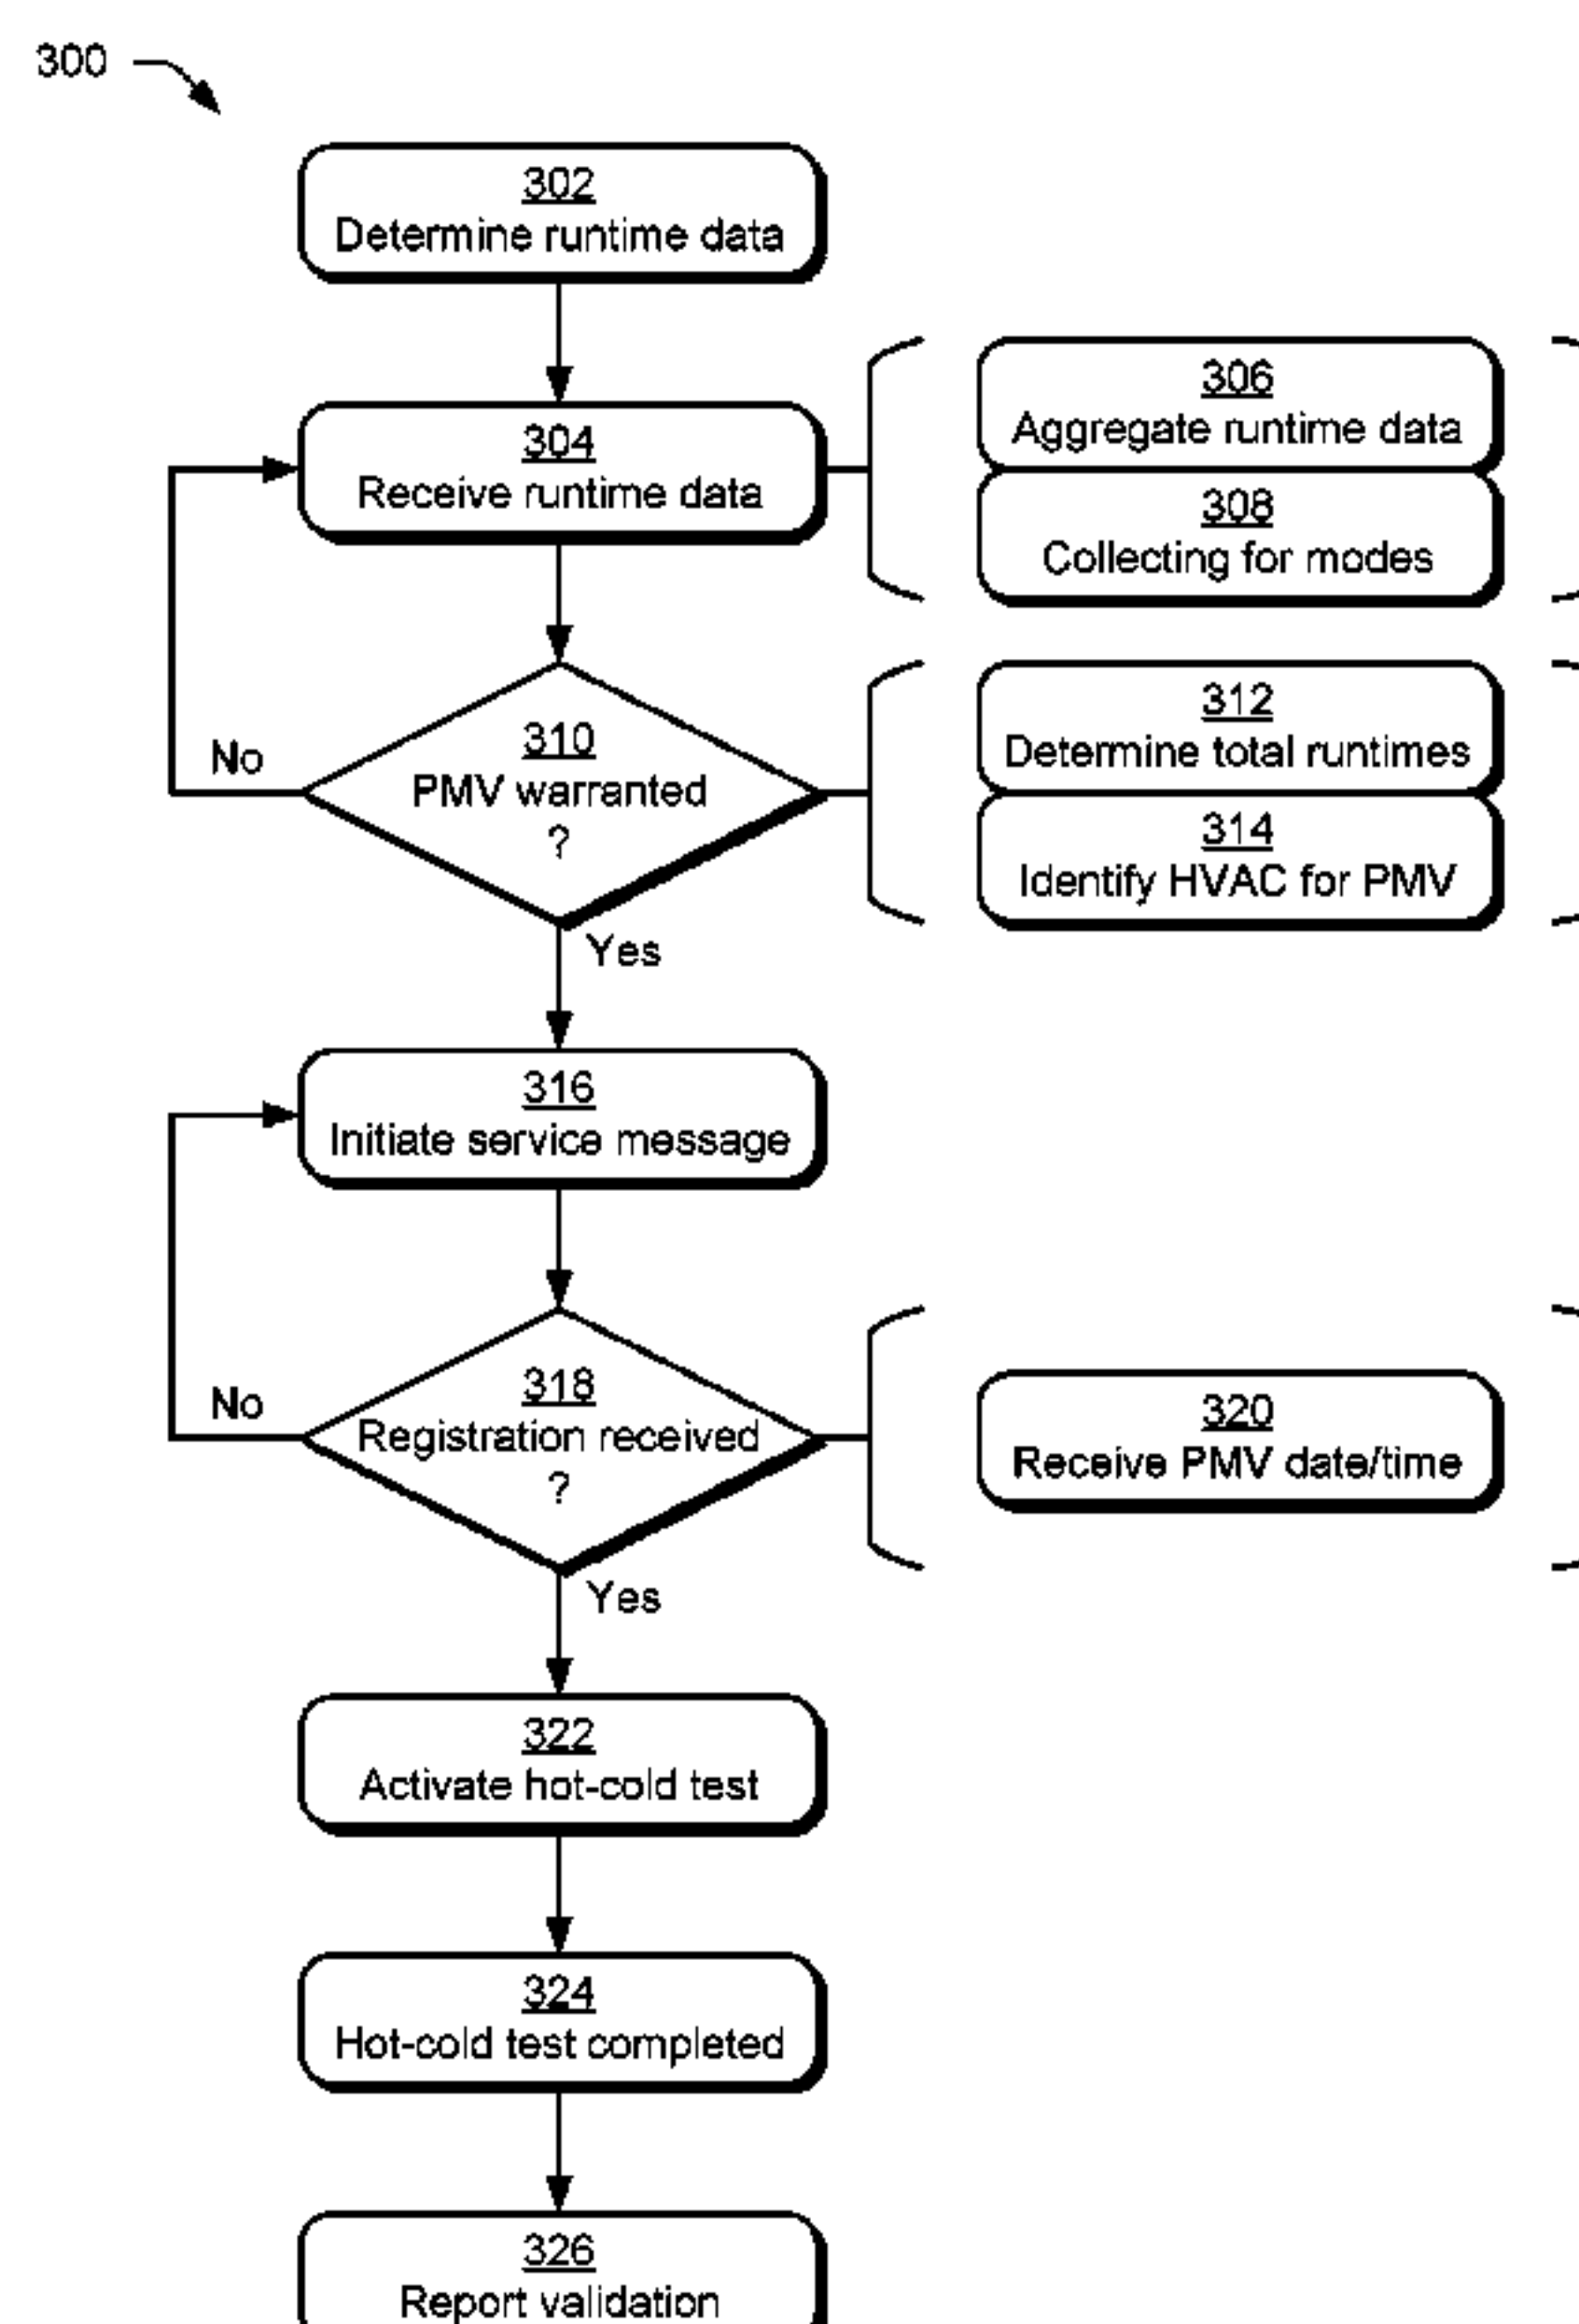 300
302
Determine runtime data
304
Receive runtime data
306
Aggregate runtime data
308
Collecting for modes
310
PMV warranted
?
No
Yes
312
Determine total runtimes
314
Identify HVAC for PMV
316
Initiate service message
318
Registration received
?
No
Yes
320
Receive PMV date/time
322
Activate hot-cold test
324
Hot-cold test completed
326
Report validation